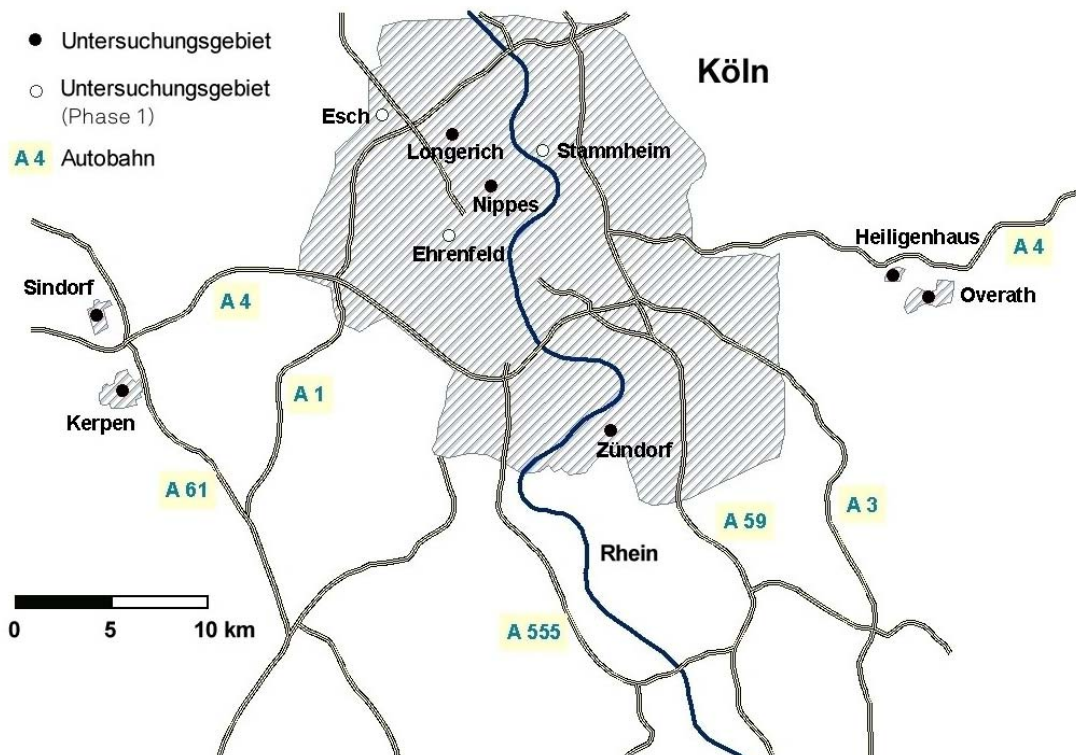 Untersuchungsgebiet
Untersuchungsgebiet
(Phase 1)
A 4 Autobahn
Köln
Esch
Longerich
Stammheim
Nippes
Ehrenfeld
Heiligenhaus
A 4
Overath
Sindorf
A 4
Kerpen
A 1
Zündorf
A 61
A 59
A 3
Rhein
A 555
0 5 10 km